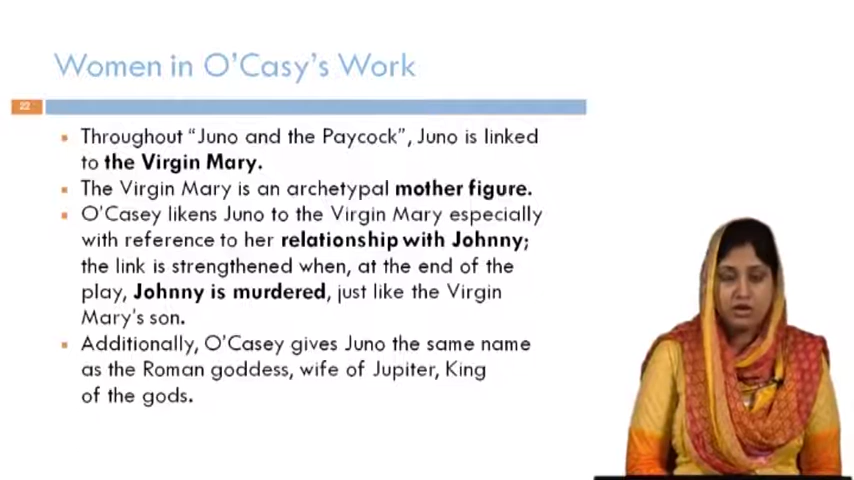 Women in O'Casy's Work
22
Throughout "Juno and the Paycock", Juno is linked
to the Virgin Mary.
The Virgin Mary is an archetypal mother figure.
O'Casey likens Juno to the Virgin Mary especially
with reference to her relationship with Johnny;
the link is strengthened when, at the end of the
play, Johnny is murdered, just like the Virgin
Mary's son.
Additionally, O'Casey gives Juno the same name
as the Roman goddess, wife of Jupiter, King
of the gods.